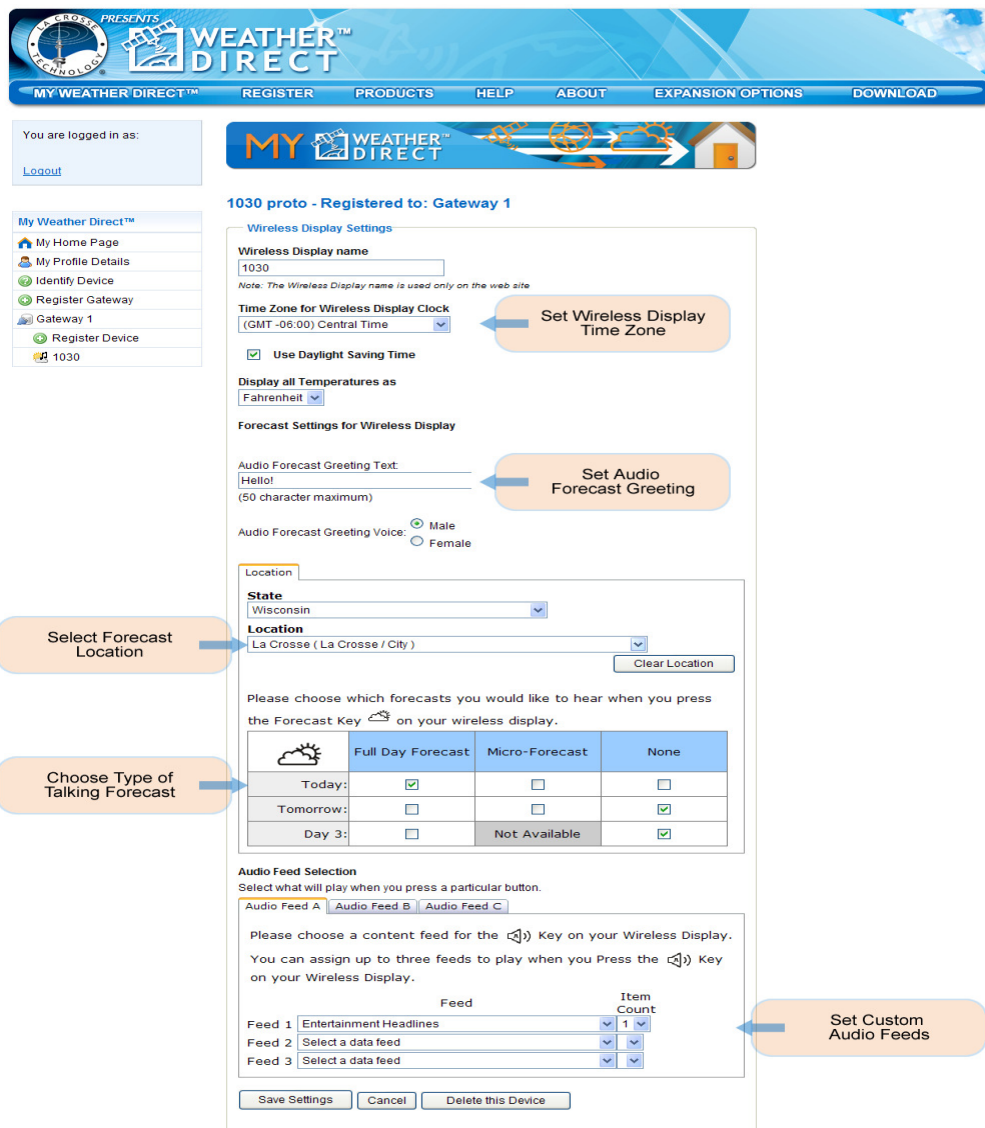 LA CROSSE TECHNOLOGY ®
PRESENTS
WEATHER™
DIRECT
MY WEATHER DIRECT™ REGISTER PRODUCTS HELP ABOUT EXPANSION OPTIONS DOWNLOAD
You are logged in as:
Logout
MY WEATHER™
DIRECT
My Weather Direct™
My Home Page
My Profile Details
Identify Device
Register Gateway
Gateway 1
Register Device
1030
1030 proto - Registered to: Gateway 1
Wireless Display Settings
Wireless Display name
1030
Note: The Wireless Display name is used only on the web site
Time Zone for Wireless Display Clock
(GMT -06:00) Central Time
Set Wireless Display
Time Zone
Use Daylight Saving Time
Display all Temperatures as
Fahrenheit
Forecast Settings for Wireless Display
Audio Forecast Greeting Text:
Hello!
(50 character maximum)
Set Audio
Forecast Greeting
Audio Forecast Greeting Voice: Male
Female
Location
State
Wisconsin
Location
La Crosse ( La Crosse / City )
Select Forecast
Location
Clear Location
Please choose which forecasts you would like to hear when you press
the Forecast Key on your wireless display.
Full Day Forecast Micro-Forecast None
Today:
Tomorrow:
Day 3: Not Available
Choose Type of
Talking Forecast
Audio Feed Selection
Select what will play when you press a particular button.
Audio Feed A Audio Feed B Audio Feed C
Please choose a content feed for the A Key on your Wireless Display.
You can assign up to three feeds to play when you Press the A Key
on your Wireless Display.
Feed Item
Count
Feed 1 Entertainment Headlines 1
Feed 2 Select a data feed
Feed 3 Select a data feed
Set Custom
Audio Feeds
Save Settings Cancel Delete this Device